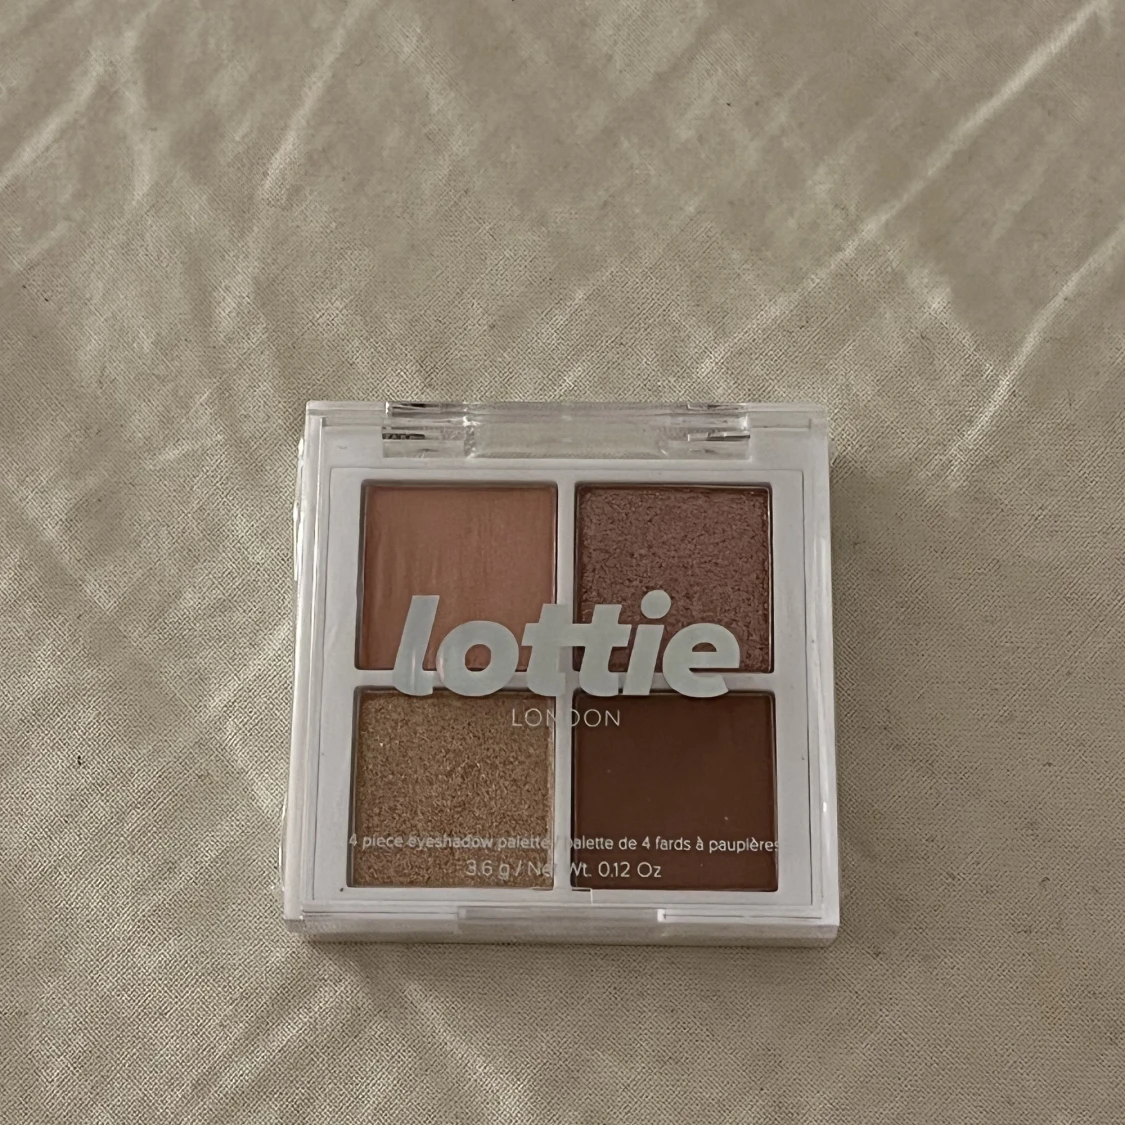 lottie
LONDON
4 piece eyeshadow palette / palette de 4 fards à paupières
3.6 g / Net Wt. 0.12 Oz